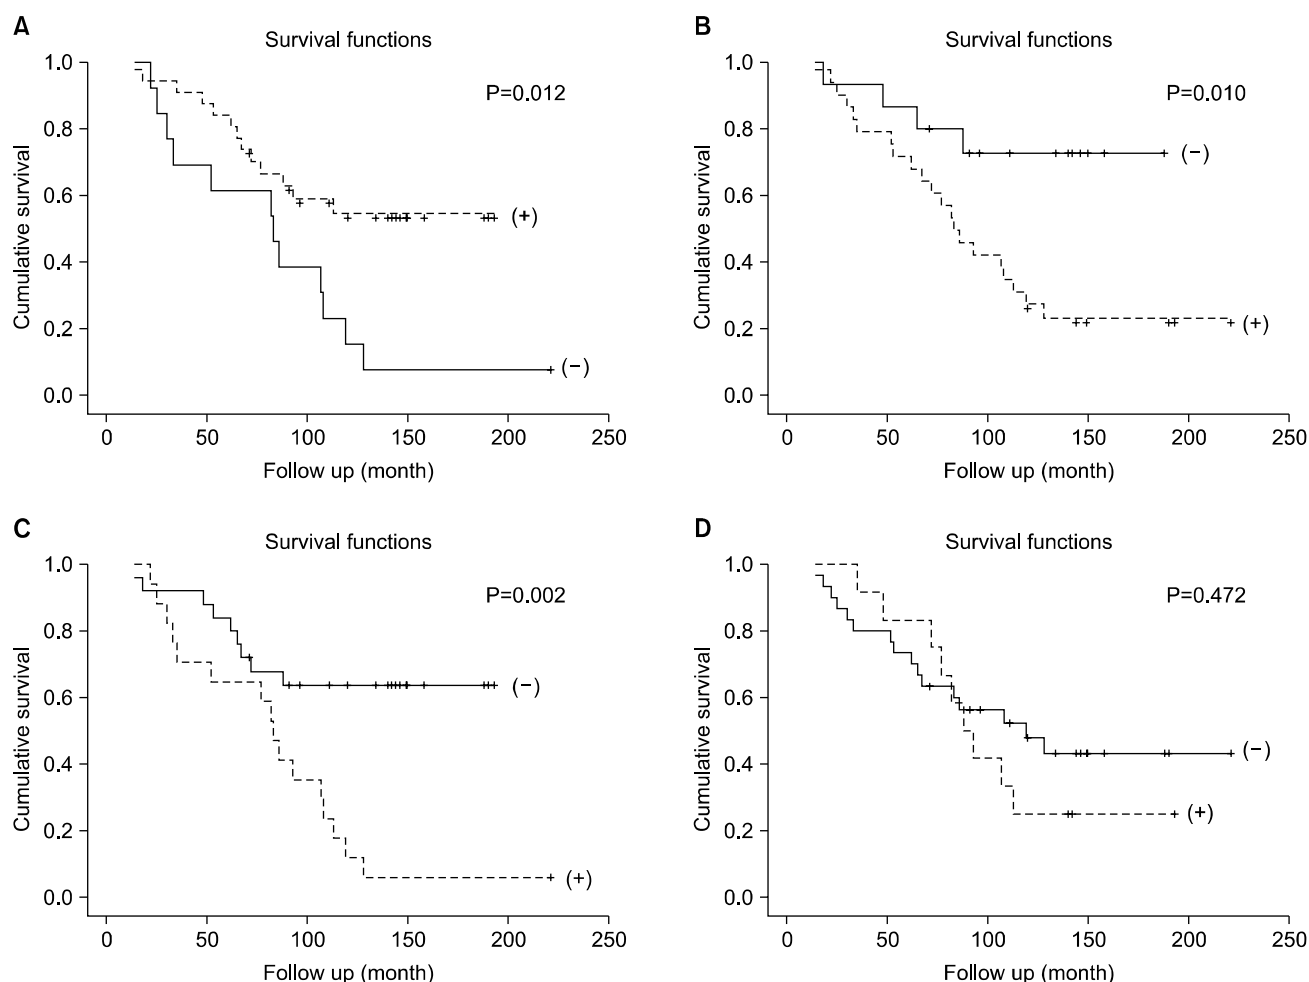 A
Survival functions
P=0.012
Cumulative survival
1.0
0.8
0.6
0.4
0.2
0.0
(+)
(−)
0 50 100 150 200 250
Follow up (month)
B
Survival functions
P=0.010
Cumulative survival
1.0
0.8
0.6
0.4
0.2
0.0
(−)
(+)
0 50 100 150 200 250
Follow up (month)
C
Survival functions
P=0.002
Cumulative survival
1.0
0.8
0.6
0.4
0.2
0.0
(−)
(+)
0 50 100 150 200 250
Follow up (month)
D
Survival functions
P=0.472
Cumulative survival
1.0
0.8
0.6
0.4
0.2
0.0
(−)
(+)
0 50 100 150 200 250
Follow up (month)